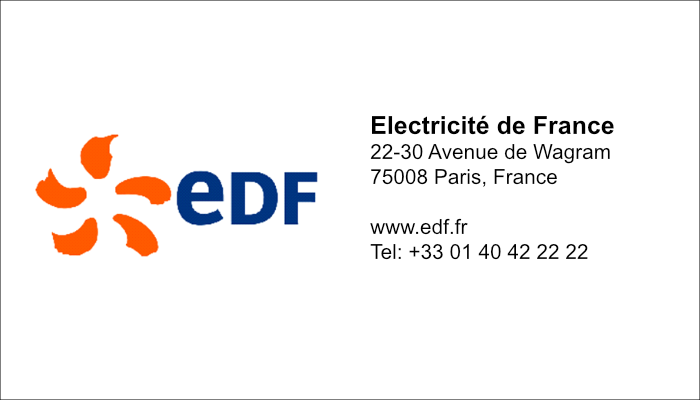 eDF
Electricité de France
22-30 Avenue de Wagram
75008 Paris, France
www.edf.fr
Tel: +33 01 40 42 22 22